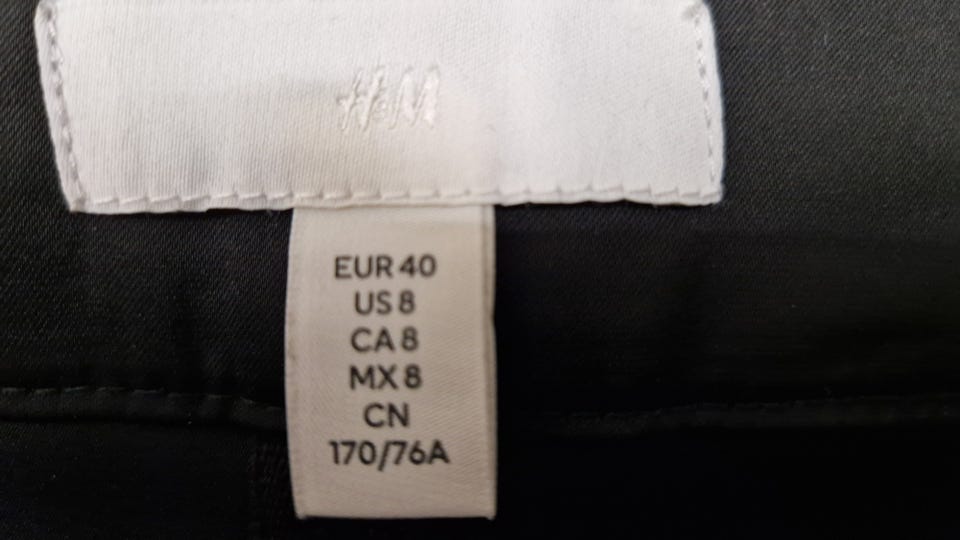 H&M
EUR 40
US 8
CA 8
MX 8
CN
170/76A